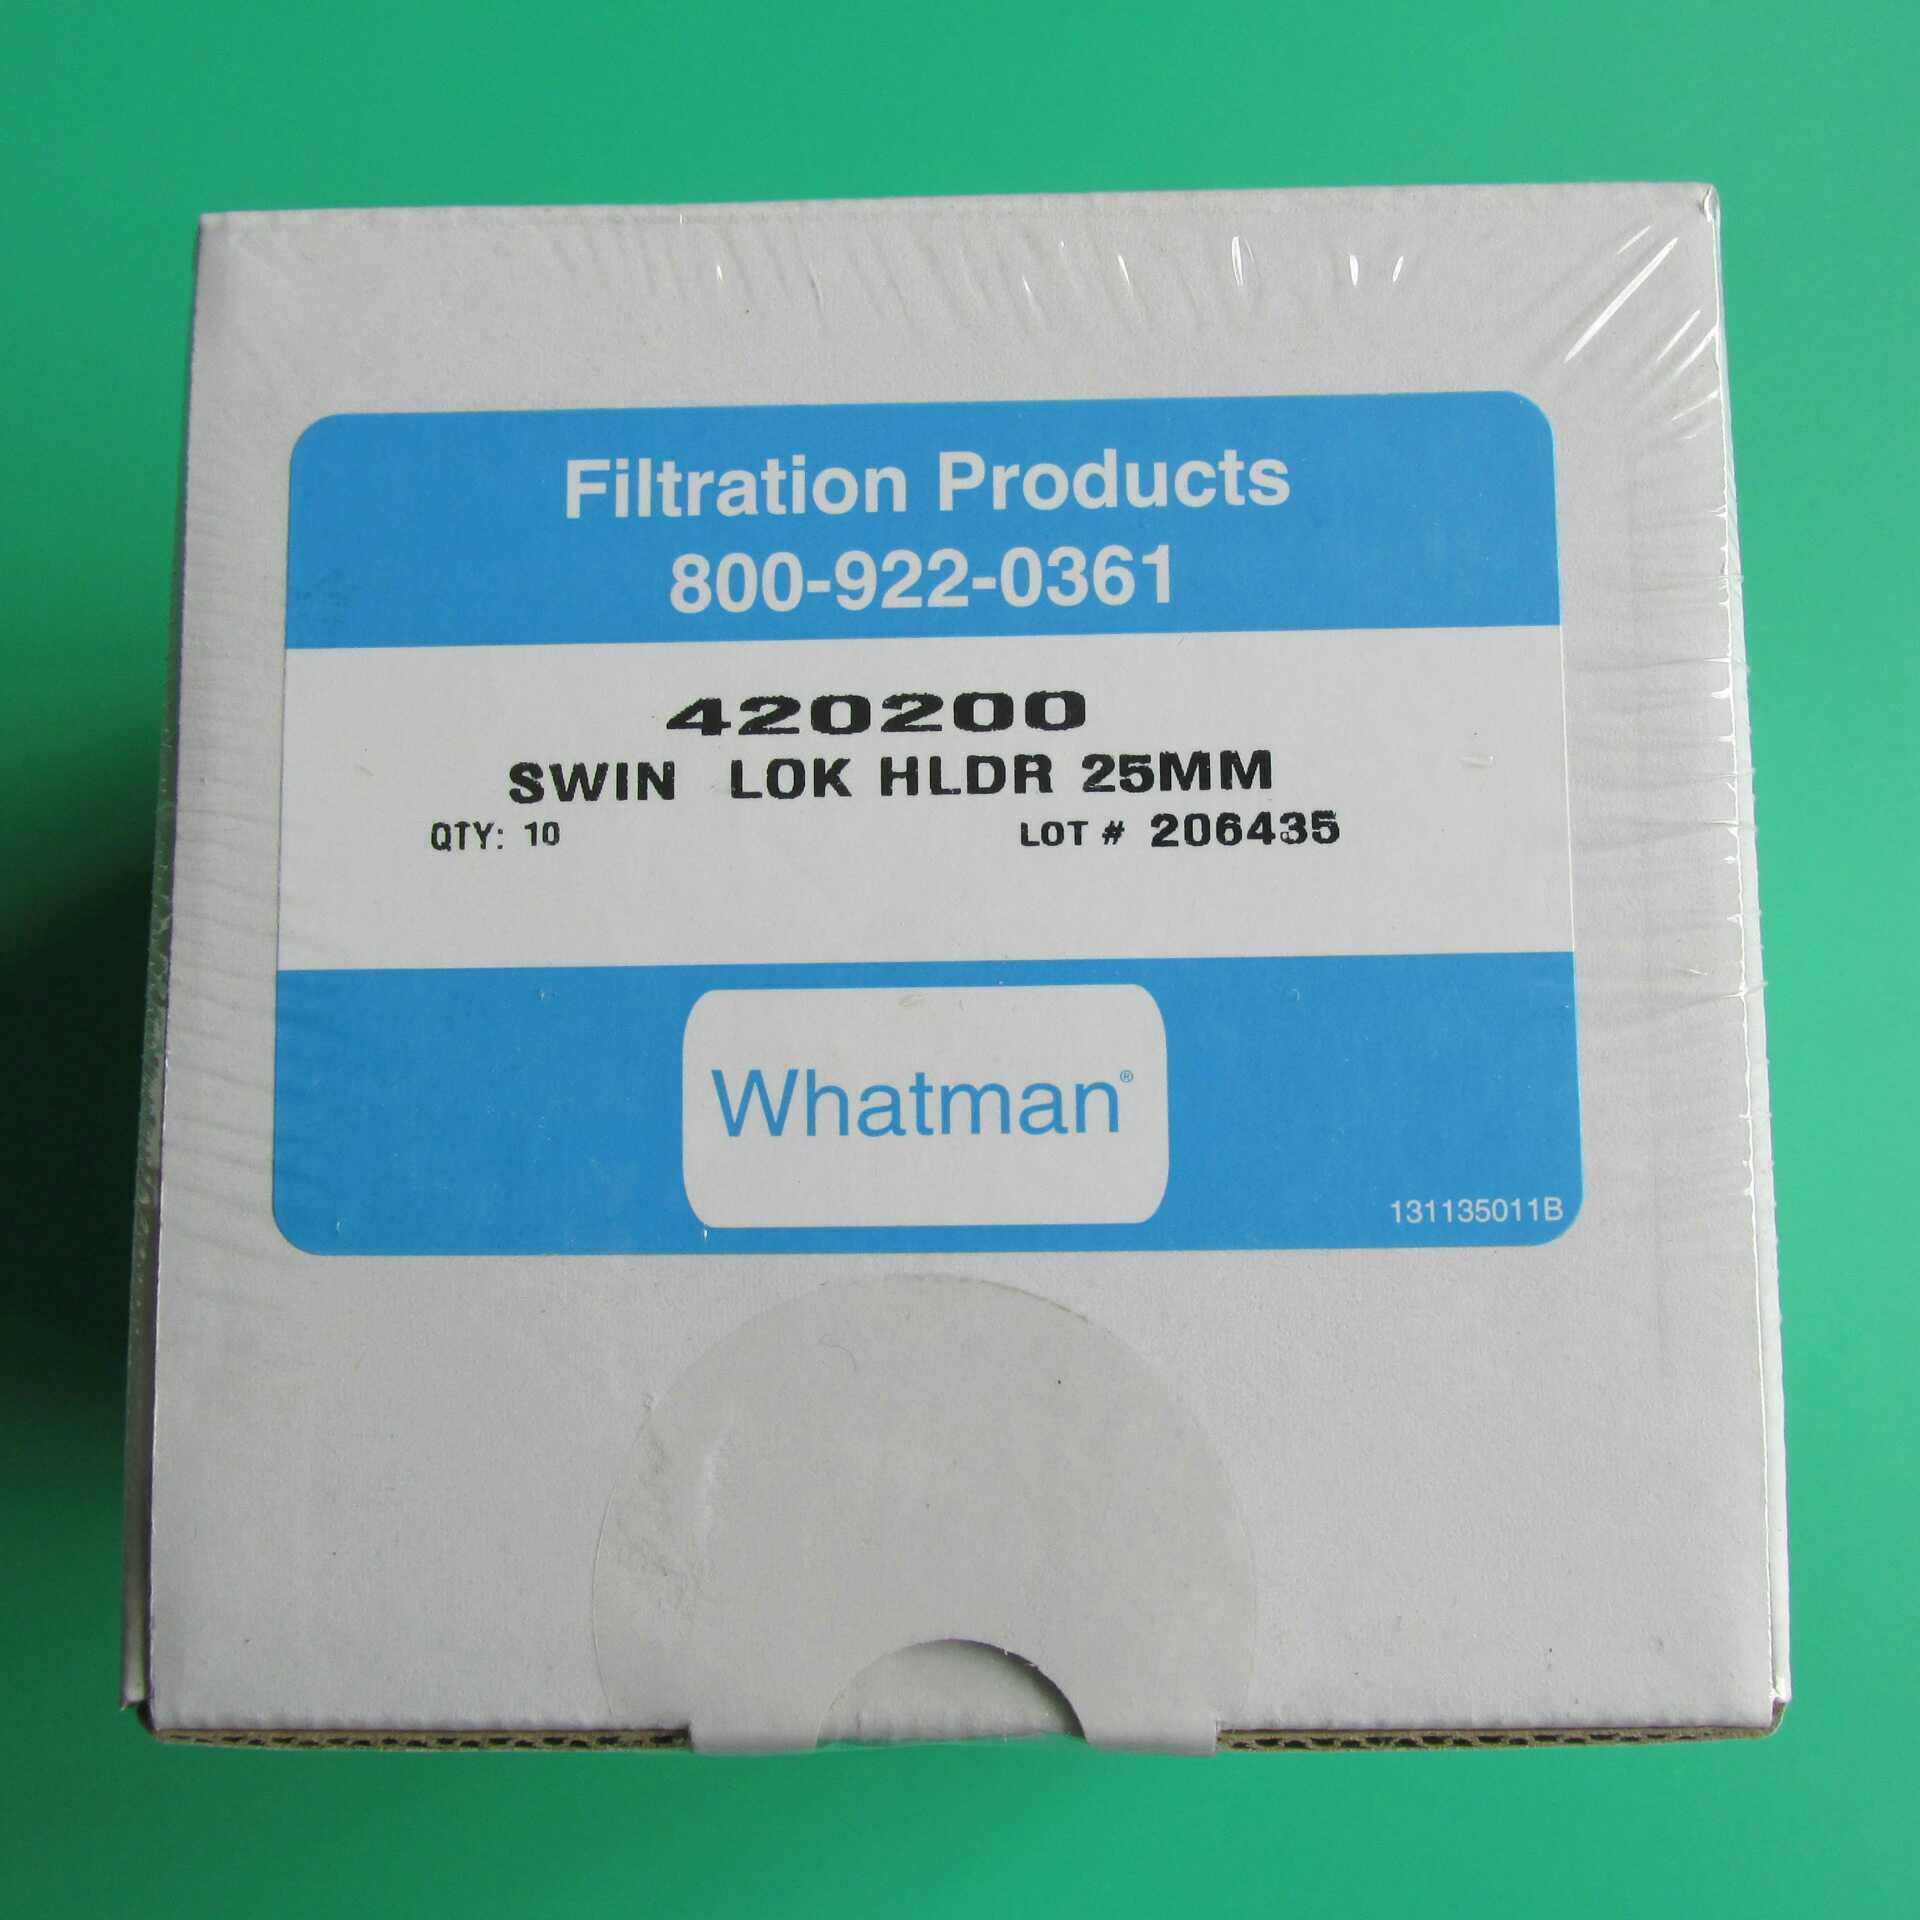 Filtration Products
800-922-0361
420200
SWIN LOK HLDR 25MM
QTY: 10 LOT # 206435
Whatman®
131135011B